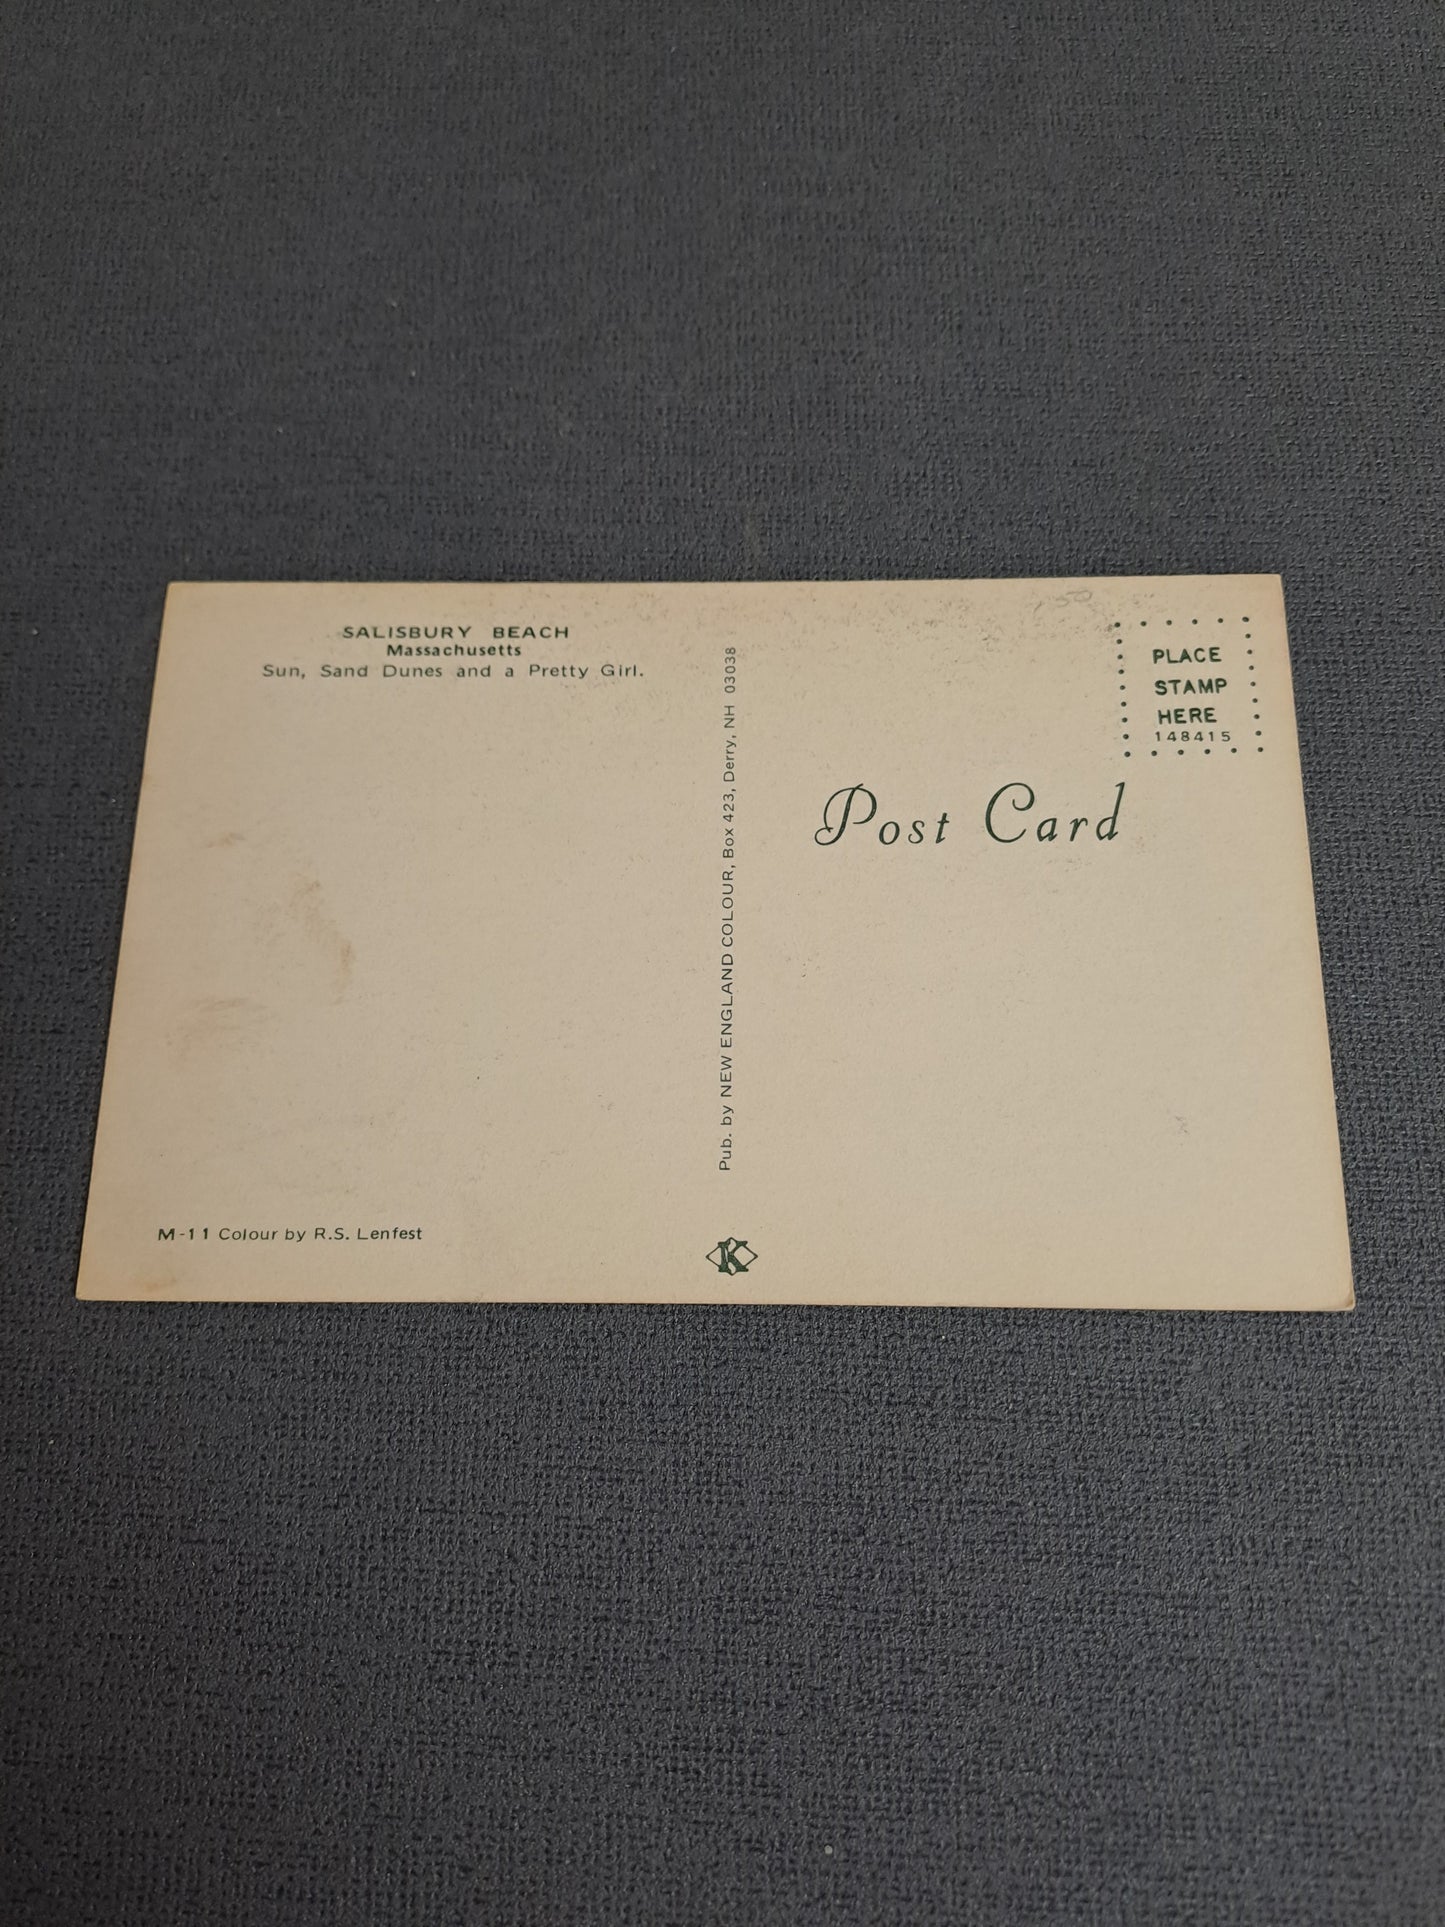 SALISBURY BEACH
Massachusetts
Sun, Sand Dunes and a Pretty Girl.
M-11 Colour by R.S. Lenfest
Pub. by NEW ENGLAND COLOUR, Box 423, Derry, NH 03038
K
.50
PLACE
STAMP
HERE
148415
Post Card